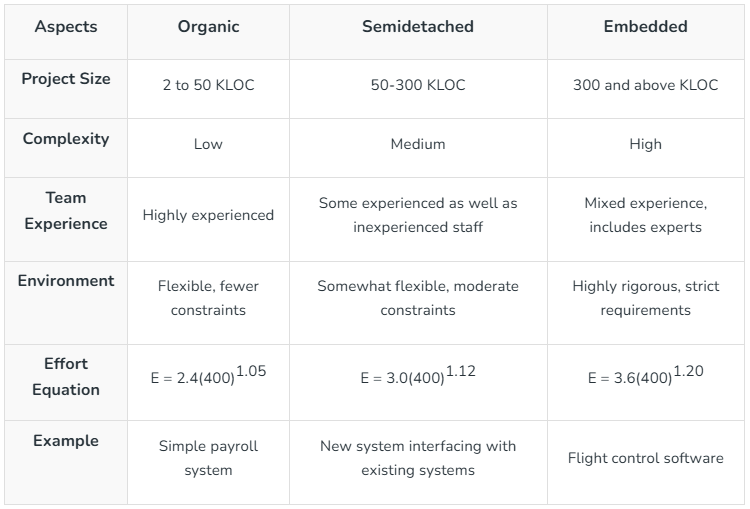 Aspects Organic Semidetached Embedded
Project Size 2 to 50 KLOC 50-300 KLOC 300 and above KLOC
Complexity Low Medium High
Team
Experience
Highly experienced
Some experienced as well as
inexperienced staff
Mixed experience,
includes experts
Environment
Flexible, fewer
constraints
Somewhat flexible, moderate
constraints
Highly rigorous, strict
requirements
Effort
Equation
E = 2.4(400)^1.05 E = 3.0(400)^1.12 E = 3.6(400)^1.20
Example
Simple payroll
system
New system interfacing with
existing systems
Flight control software